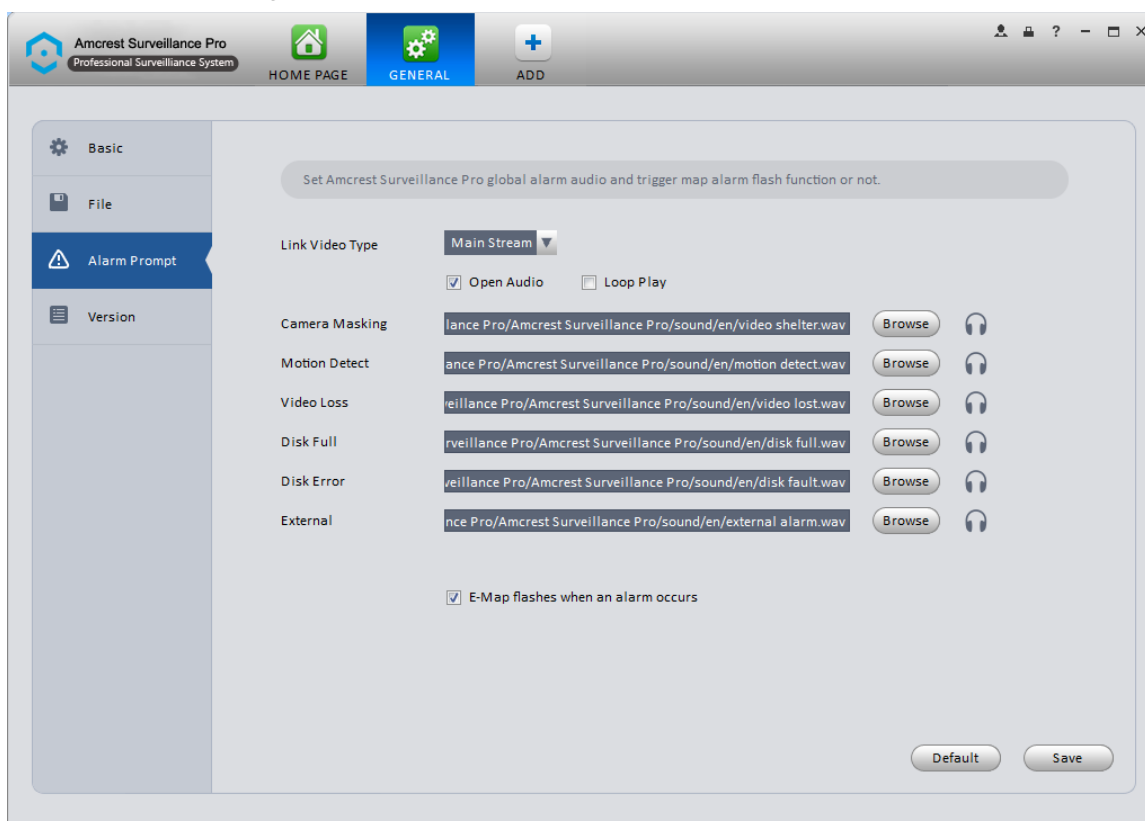 Amcrest Surveillance Pro
Professional Surveillance System
HOME PAGE
GENERAL
ADD
?
Basic
File
Alarm Prompt
Version
Set Amcrest Surveillance Pro global alarm audio and trigger map alarm flash function or not.
Link Video Type Main Stream
Open Audio Loop Play
Camera Masking lance Pro/Amcrest Surveillance Pro/sound/en/video shelter.wav Browse
Motion Detect ance Pro/Amcrest Surveillance Pro/sound/en/motion detect.wav Browse
Video Loss veillance Pro/Amcrest Surveillance Pro/sound/en/video lost.wav Browse
Disk Full rveillance Pro/Amcrest Surveillance Pro/sound/en/disk full.wav Browse
Disk Error veillance Pro/Amcrest Surveillance Pro/sound/en/disk fault.wav Browse
External nce Pro/Amcrest Surveillance Pro/sound/en/external alarm.wav Browse
E-Map flashes when an alarm occurs
Default Save